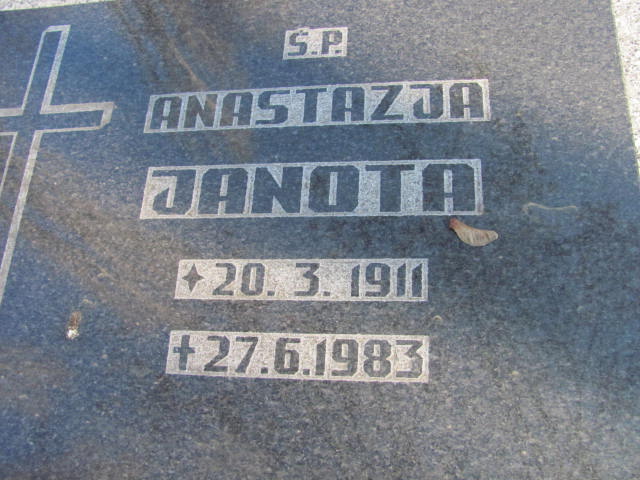 Ś.P.
ANASTAZJA
JANOTA
✦20. 3. 1911
✝27.6.1983